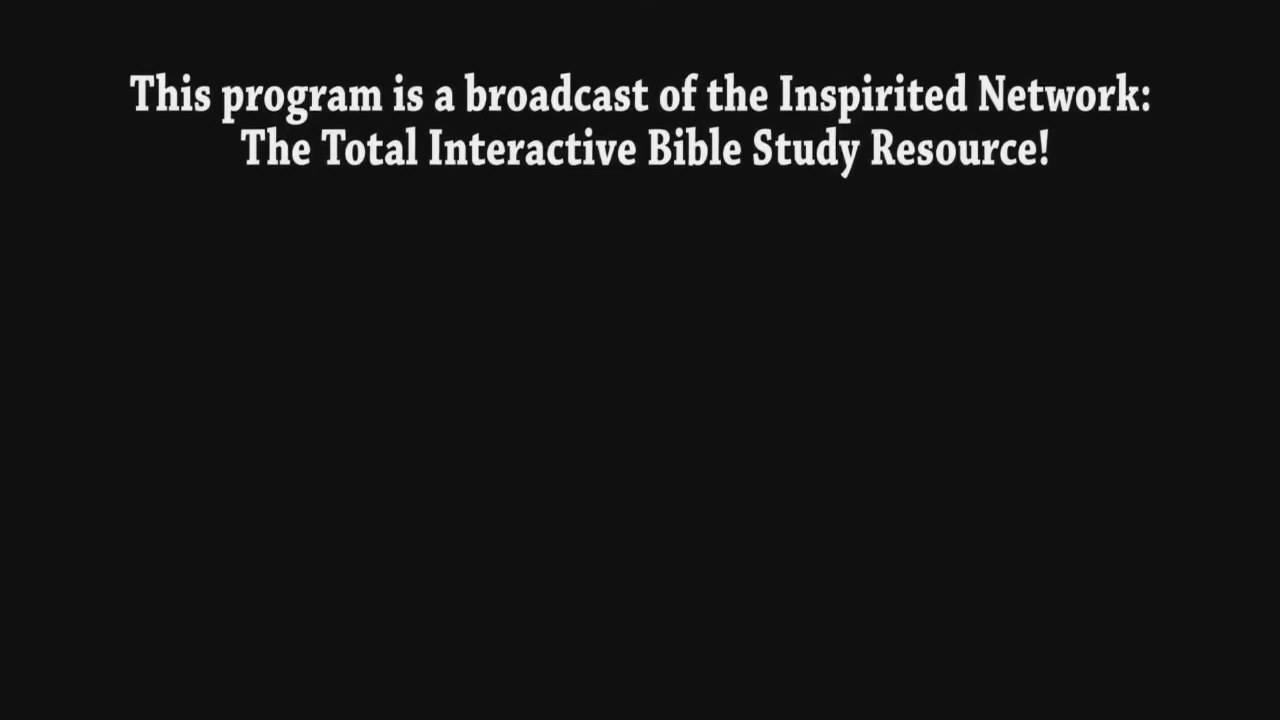 This program is a broadcast of the Inspirited Network:
The Total Interactive Bible Study Resource!